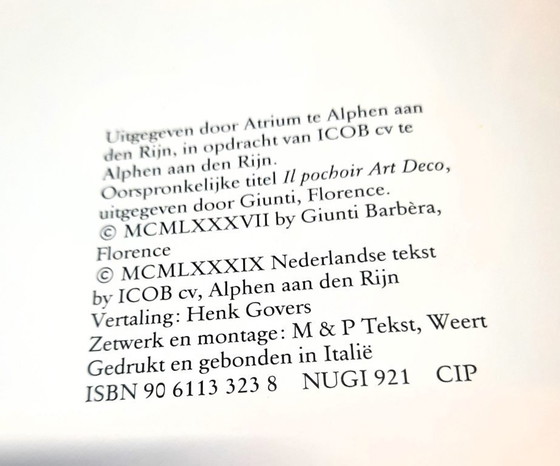 Uitgegeven door Atrium te Alphen aan
den Rijn, in opdracht van ICOB cv te
Alphen aan den Rijn.
Oorspronkelijke titel Il pochoir Art Deco,
uitgegeven door Giunti, Florence.
© MCMLXXXVII by Giunti Barbèra,
Florence
© MCMLXXXIX Nederlandse tekst
by ICOB cv, Alphen aan den Rijn
Vertaling: Henk Govers
Zetwerk en montage: M & P Tekst, Weert
Gedrukt en gebonden in Italië
ISBN 90 6113 323 8 NUGI 921 CIP